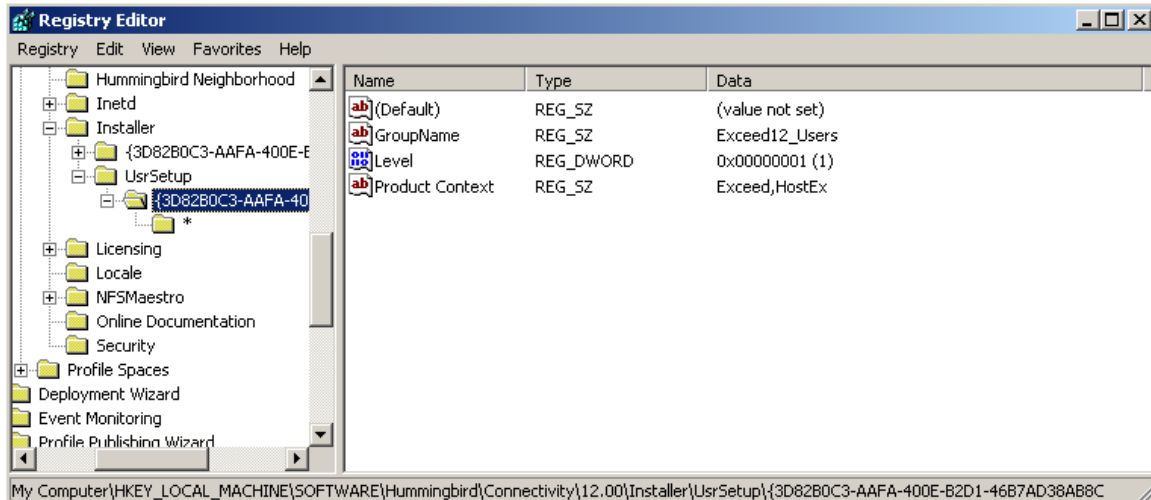 Registry Editor
Registry Edit View Favorites Help
Hummingbird Neighborhood
Inetd
Installer
{3D82B0C3-AAFA-400E-B
UsrSetup
{3D82B0C3-AAFA-40
*
Licensing
Locale
NFSMaestro
Online Documentation
Security
Profile Spaces
Deployment Wizard
Event Monitoring
Profile Publishing Wizard
Name Type Data
(Default) REG_SZ (value not set)
GroupName REG_SZ Exceed12_Users
Level REG_DWORD 0x00000001 (1)
Product Context REG_SZ Exceed,HostEx
My Computer\HKEY_LOCAL_MACHINE\SOFTWARE\Hummingbird\Connectivity\12.00\Installer\UsrSetup\{3D82B0C3-AAFA-400E-B2D1-46B7AD38AB8C